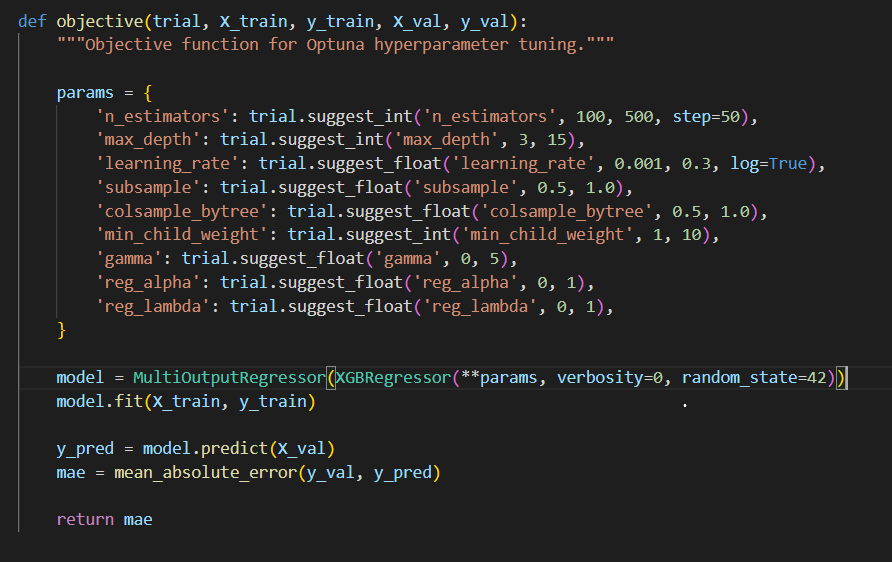 def objective(trial, X_train, y_train, X_val, y_val):
    """Objective function for Optuna hyperparameter tuning."""

    params = {
        'n_estimators': trial.suggest_int('n_estimators', 100, 500, step=50),
        'max_depth': trial.suggest_int('max_depth', 3, 15),
        'learning_rate': trial.suggest_float('learning_rate', 0.001, 0.3, log=True),
        'subsample': trial.suggest_float('subsample', 0.5, 1.0),
        'colsample_bytree': trial.suggest_float('colsample_bytree', 0.5, 1.0),
        'min_child_weight': trial.suggest_int('min_child_weight', 1, 10),
        'gamma': trial.suggest_float('gamma', 0, 5),
        'reg_alpha': trial.suggest_float('reg_alpha', 0, 1),
        'reg_lambda': trial.suggest_float('reg_lambda', 0, 1),
    }

    model = MultiOutputRegressor(XGBRegressor(**params, verbosity=0, random_state=42))
    model.fit(X_train, y_train)

    y_pred = model.predict(X_val)
    mae = mean_absolute_error(y_val, y_pred)

    return mae